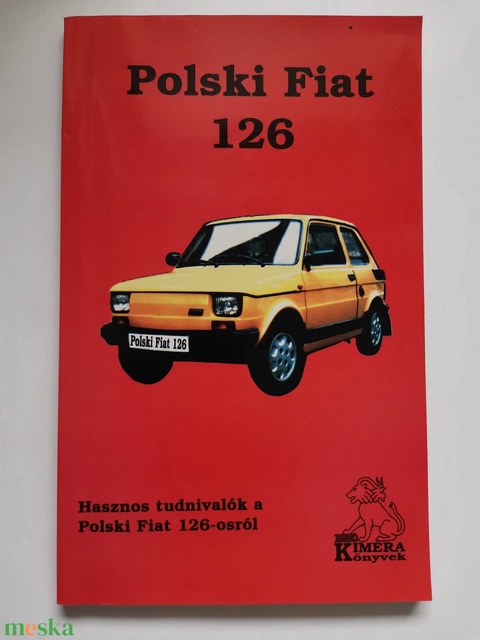 Polski Fiat
126
Polski Fiat 126
Hasznos tudnivalók a
Polski Fiat 126-osról
KIMÉRA
Könyvek
meska